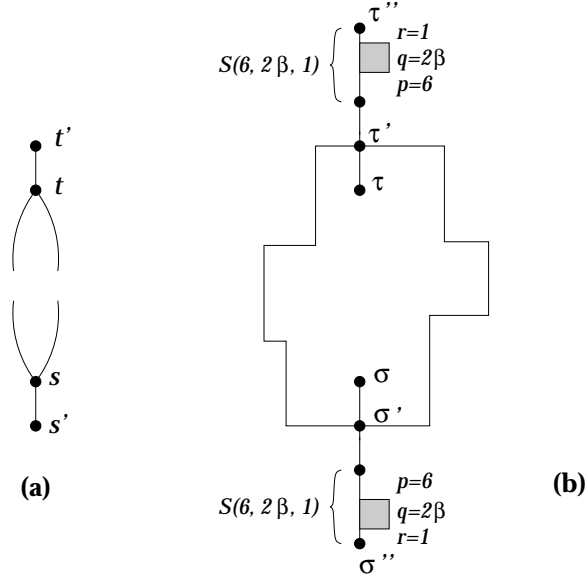 t'
t
s
s'
(a)
τ''
S(6, 2β, 1)
r=1
q=2β
p=6
τ'
τ
σ
σ'
S(6, 2β, 1)
p=6
q=2β
r=1
σ''
(b)